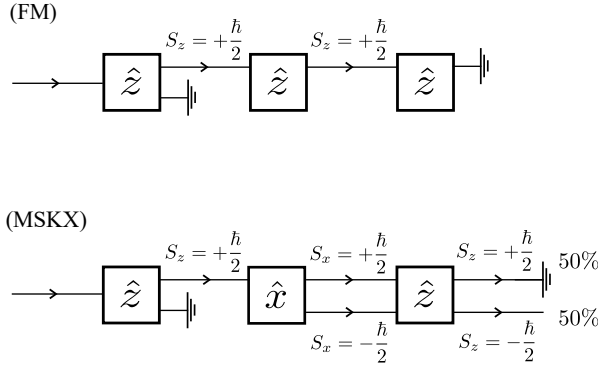 (FM)
S_z = +ħ/2 S_z = +ħ/2
ẑ ẑ ẑ
(MSKX)
S_z = +ħ/2 S_x = +ħ/2 S_z = +ħ/2 50%
ẑ x̂ ẑ
S_x = −ħ/2 S_z = −ħ/2 50%